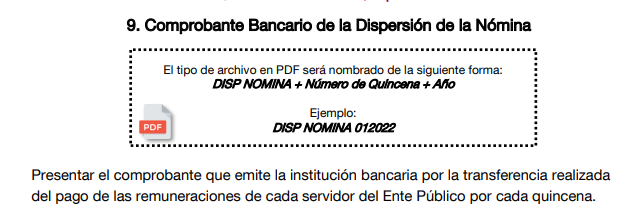 9. Comprobante Bancario de la Dispersión de la Nómina
El tipo de archivo en PDF será nombrado de la siguiente forma:
DISP NOMINA + Número de Quincena + Año
Ejemplo:
PDF
DISP NOMINA 012022
Presentar el comprobante que emite la institución bancaria por la transferencia realizada
del pago de las remuneraciones de cada servidor del Ente Público por cada quincena.